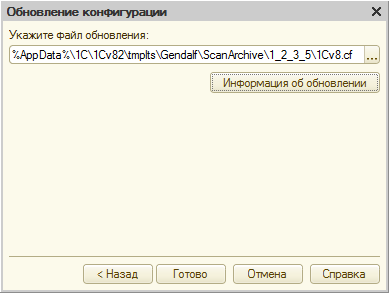 Обновление конфигурации
Укажите файл обновления:
%AppData%\1C\1Cv82\tmplts\Gendalf\ScanArchive\1_2_3_5\1Cv8.cf
...
Информация об обновлении
< Назад
Готово
Отмена
Справка